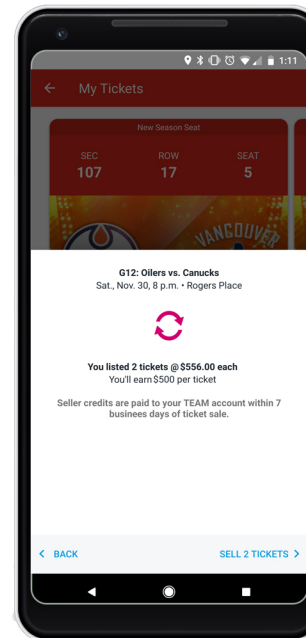 1:11
My Tickets
New Season Seat
SEC ROW SEAT
107 17 5
VANCOUVER
OILERS
G12: Oilers vs. Canucks
Sat., Nov. 30, 8 p.m. • Rogers Place
You listed 2 tickets @$556.00 each
You'll earn $500 per ticket
Seller credits are paid to your TEAM account within 7
businees days of ticket sale.
BACK SELL 2 TICKETS